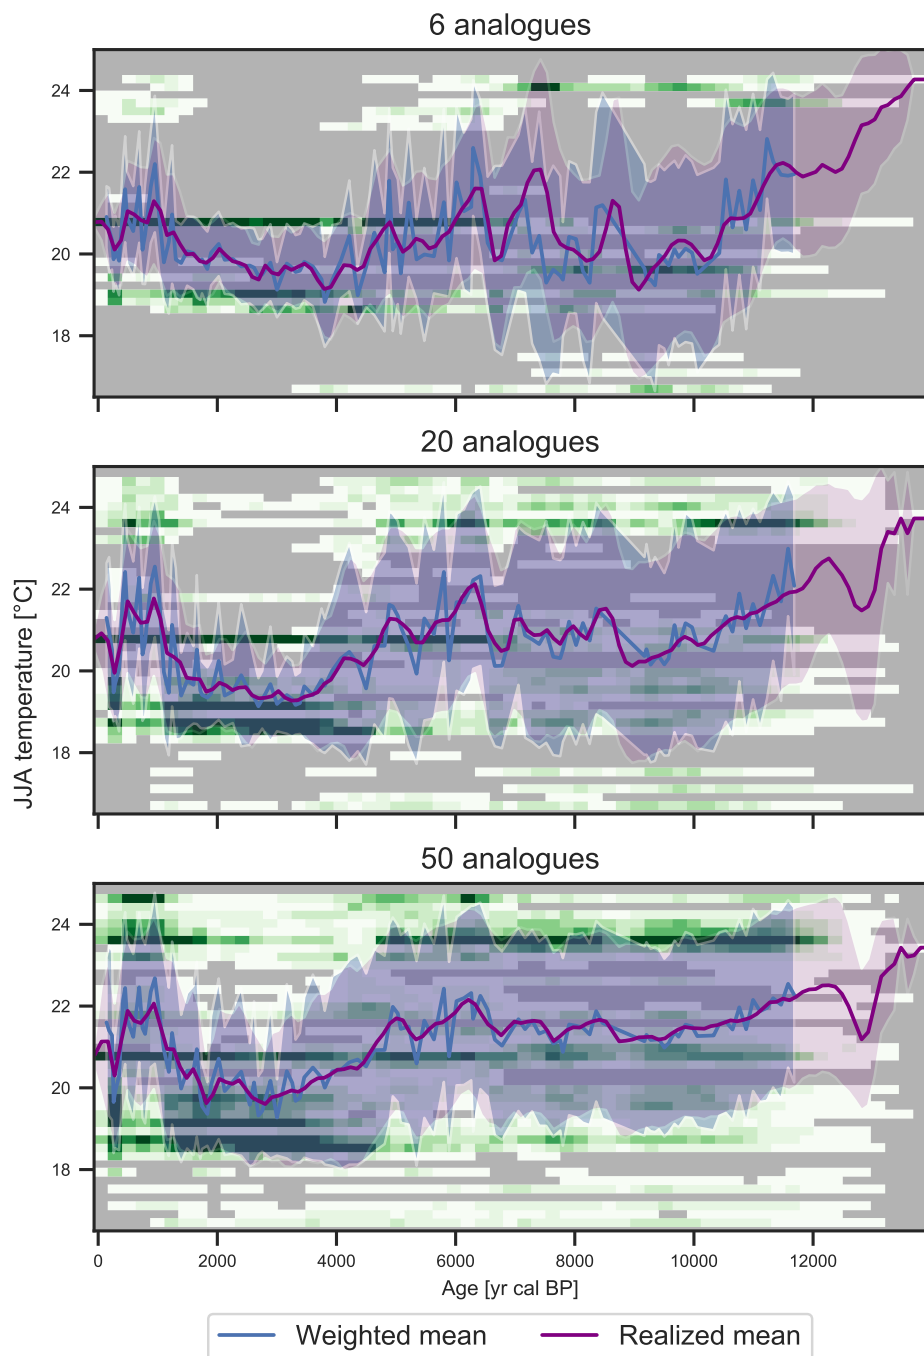 6 analogues
24
22
20
18
20 analogues
24
22
20
18
JJA temperature [°C]
50 analogues
24
22
20
18
0 2000 4000 6000 8000 10000 12000
Age [yr cal BP]
Weighted mean Realized mean